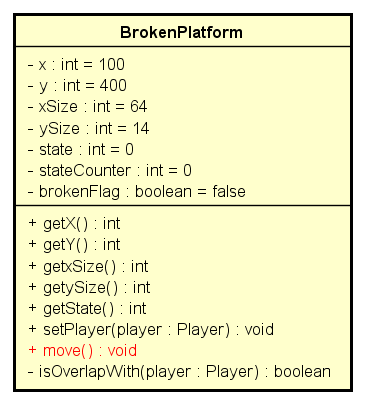 BrokenPlatform
- x : int = 100
- y : int = 400
- xSize : int = 64
- ySize : int = 14
- state : int = 0
- stateCounter : int = 0
- brokenFlag : boolean = false
+ getX() : int
+ getY() : int
+ getxSize() : int
+ getySize() : int
+ getState() : int
+ setPlayer(player : Player) : void
+ move() : void
- isOverlapWith(player : Player) : boolean